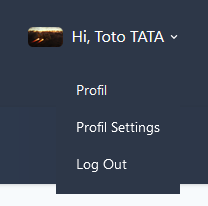 Hi, Toto TATA
Profil
Profil Settings
Log Out